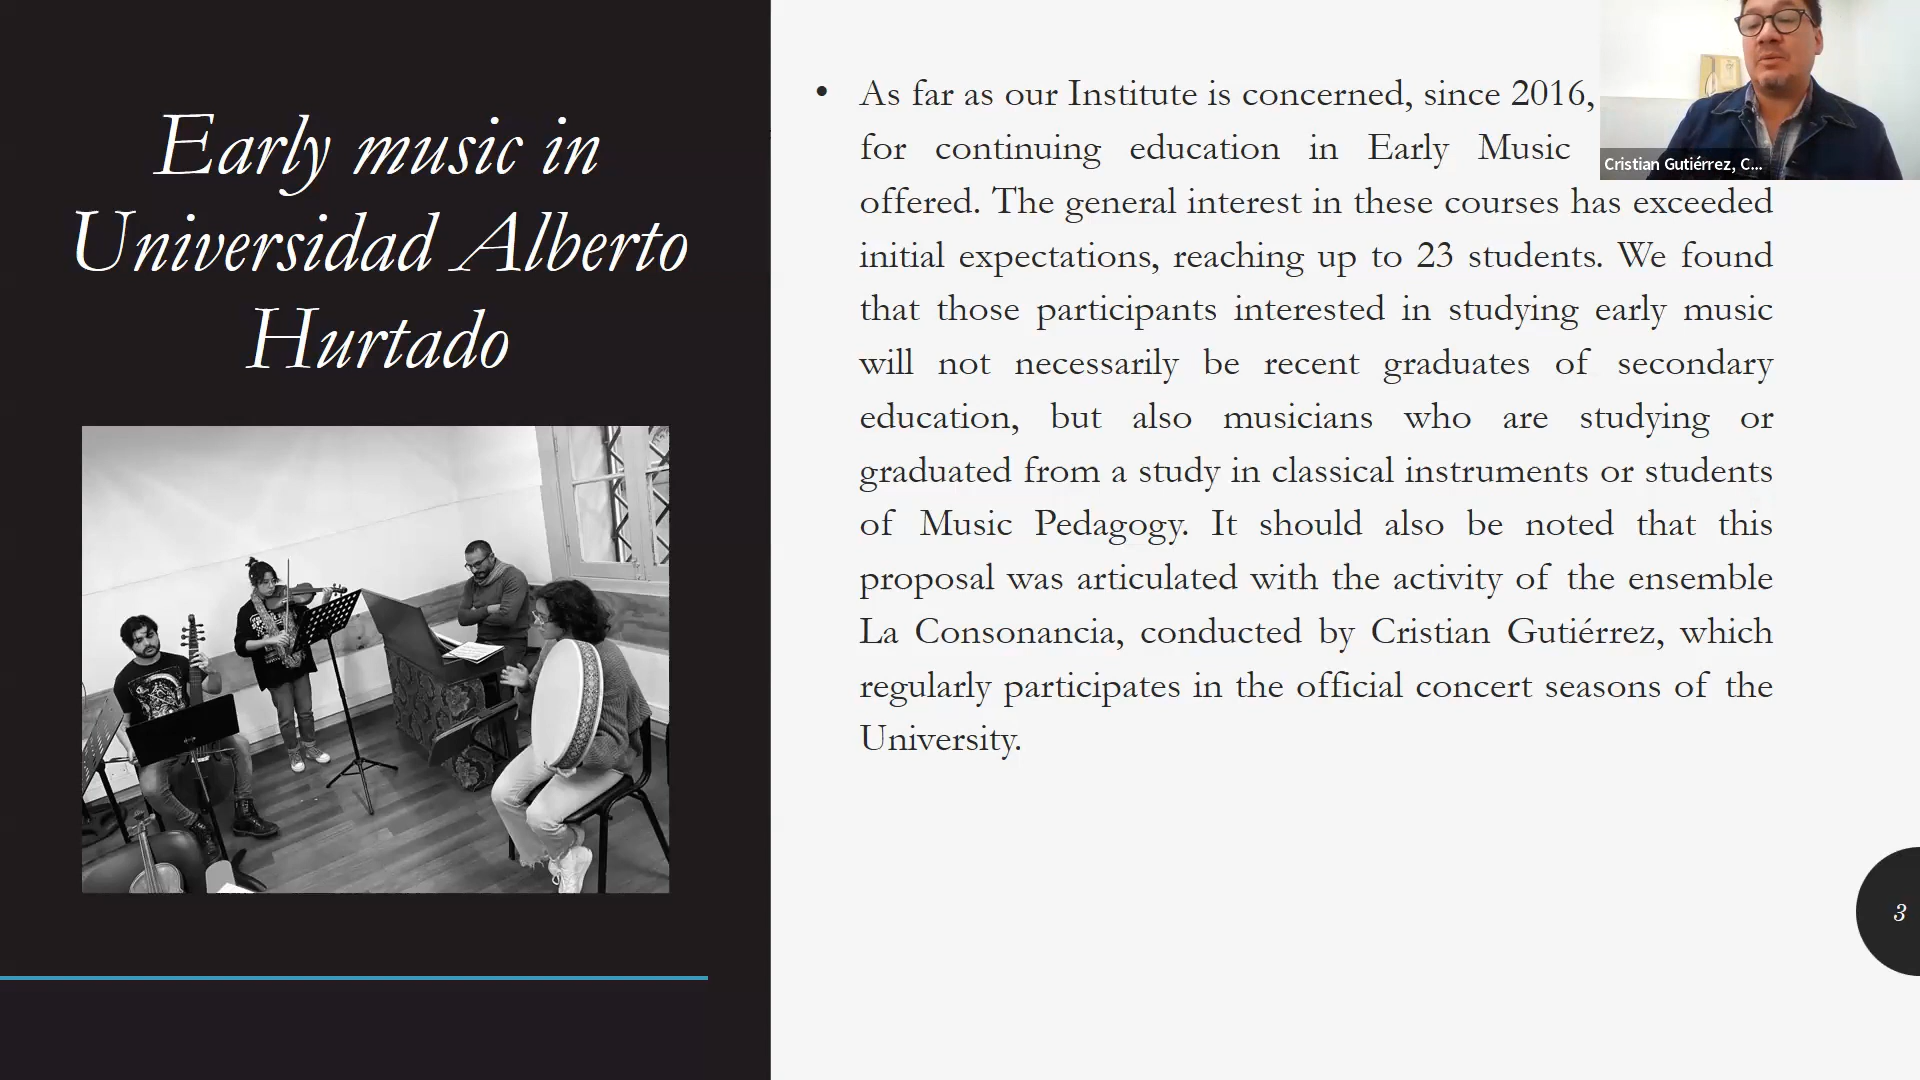 Early music in
Universidad Alberto
Hurtado
• As far as our Institute is concerned, since 2016,
for continuing education in Early Music
offered. The general interest in these courses has exceeded
initial expectations, reaching up to 23 students. We found
that those participants interested in studying early music
will not necessarily be recent graduates of secondary
education, but also musicians who are studying or
graduated from a study in classical instruments or students
of Music Pedagogy. It should also be noted that this
proposal was articulated with the activity of the ensemble
La Consonancia, conducted by Cristian Gutiérrez, which
regularly participates in the official concert seasons of the
University.
Cristian Gutiérrez, C...
3